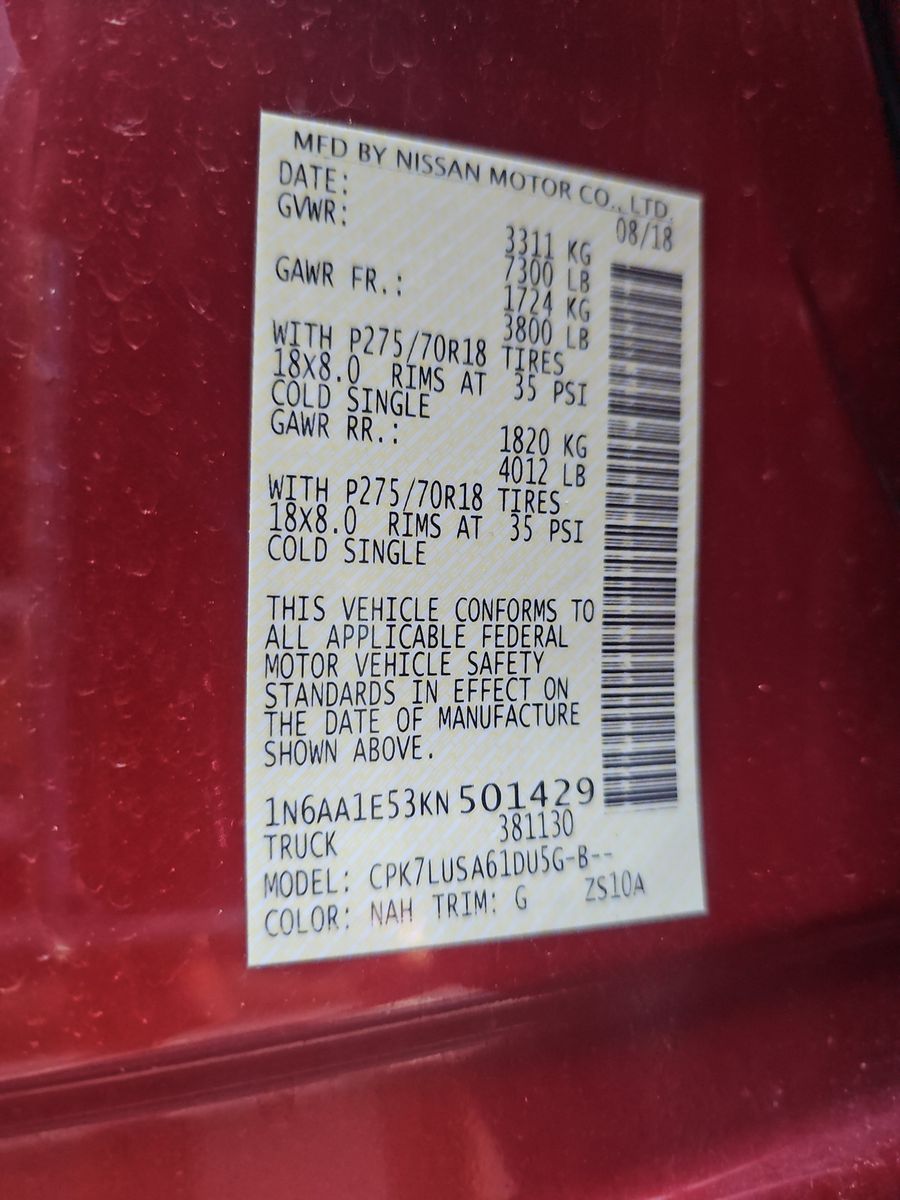 MFD BY NISSAN MOTOR CO., LTD.
DATE: 08/18
GVWR: 3311 KG
7300 LB
GAWR FR.: 1724 KG
3800 LB
WITH P275/70R18 TIRES
18X8.0 RIMS AT 35 PSI
COLD SINGLE
GAWR RR.: 1820 KG
4012 LB
WITH P275/70R18 TIRES
18X8.0 RIMS AT 35 PSI
COLD SINGLE
THIS VEHICLE CONFORMS TO
ALL APPLICABLE FEDERAL
MOTOR VEHICLE SAFETY
STANDARDS IN EFFECT ON
THE DATE OF MANUFACTURE
SHOWN ABOVE.
1N6AA1E53KN501429
TRUCK 381130
MODEL: CPK7LUSA61DU5G-B--
COLOR: NAH TRIM: G ZS10A